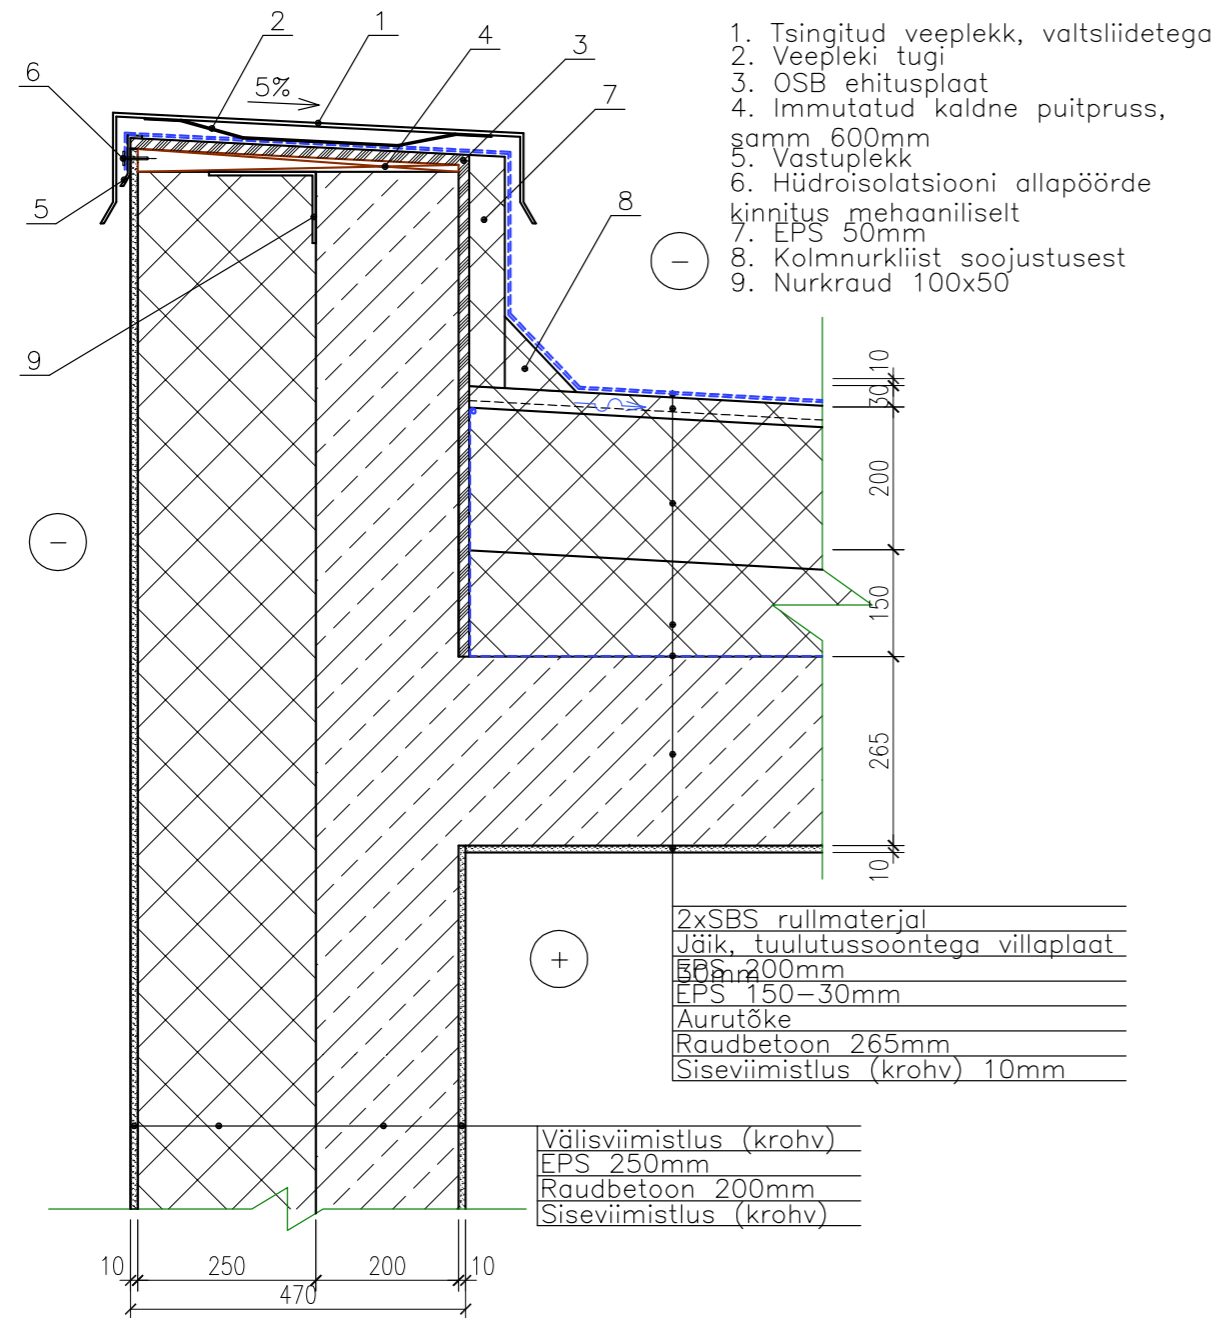 1. Tsingitud veeplekk, valtsliidetega
2. Veepleki tugi
3. OSB ehitusplaat
4. Immutatud kaldne puitpruss,
samm 600mm
5. Vastuplekk
6. Hüdroisolatsiooni allapöörde
kinnitus mehaaniliselt
7. EPS 50mm
8. Kolmnurkliist soojustusest
9. Nurkraud 100x50
2
1
4
3
6
5%
7
5
8
9
−
−
+
10
30
200
150
265
10
2xSBS rullmaterjal
Jäik, tuulutussoontega villaplaat
30mm
EPS 200mm
EPS 150−30mm
Aurutõke
Raudbetoon 265mm
Siseviimistlus (krohv) 10mm
Välisviimistlus (krohv)
EPS 250mm
Raudbetoon 200mm
Siseviimistlus (krohv)
10
250
200
10
470